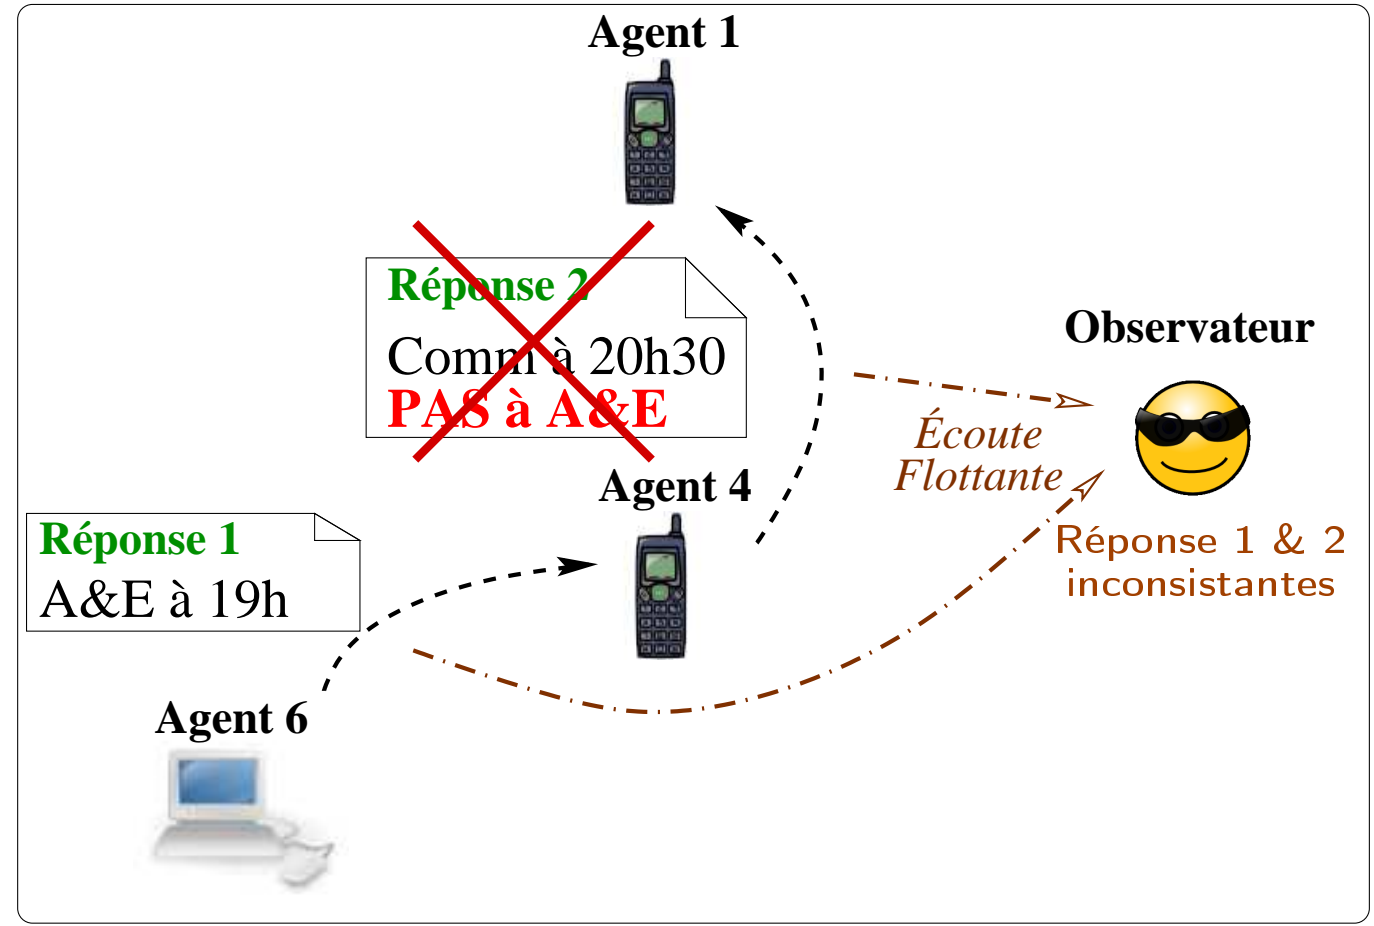 Agent 1
Réponse 2
Comm à 20h30
PAS à A&E
Observateur
Écoute
Flottante
Agent 4
Réponse 1
A&E à 19h
Réponse 1 & 2
inconsistantes
Agent 6